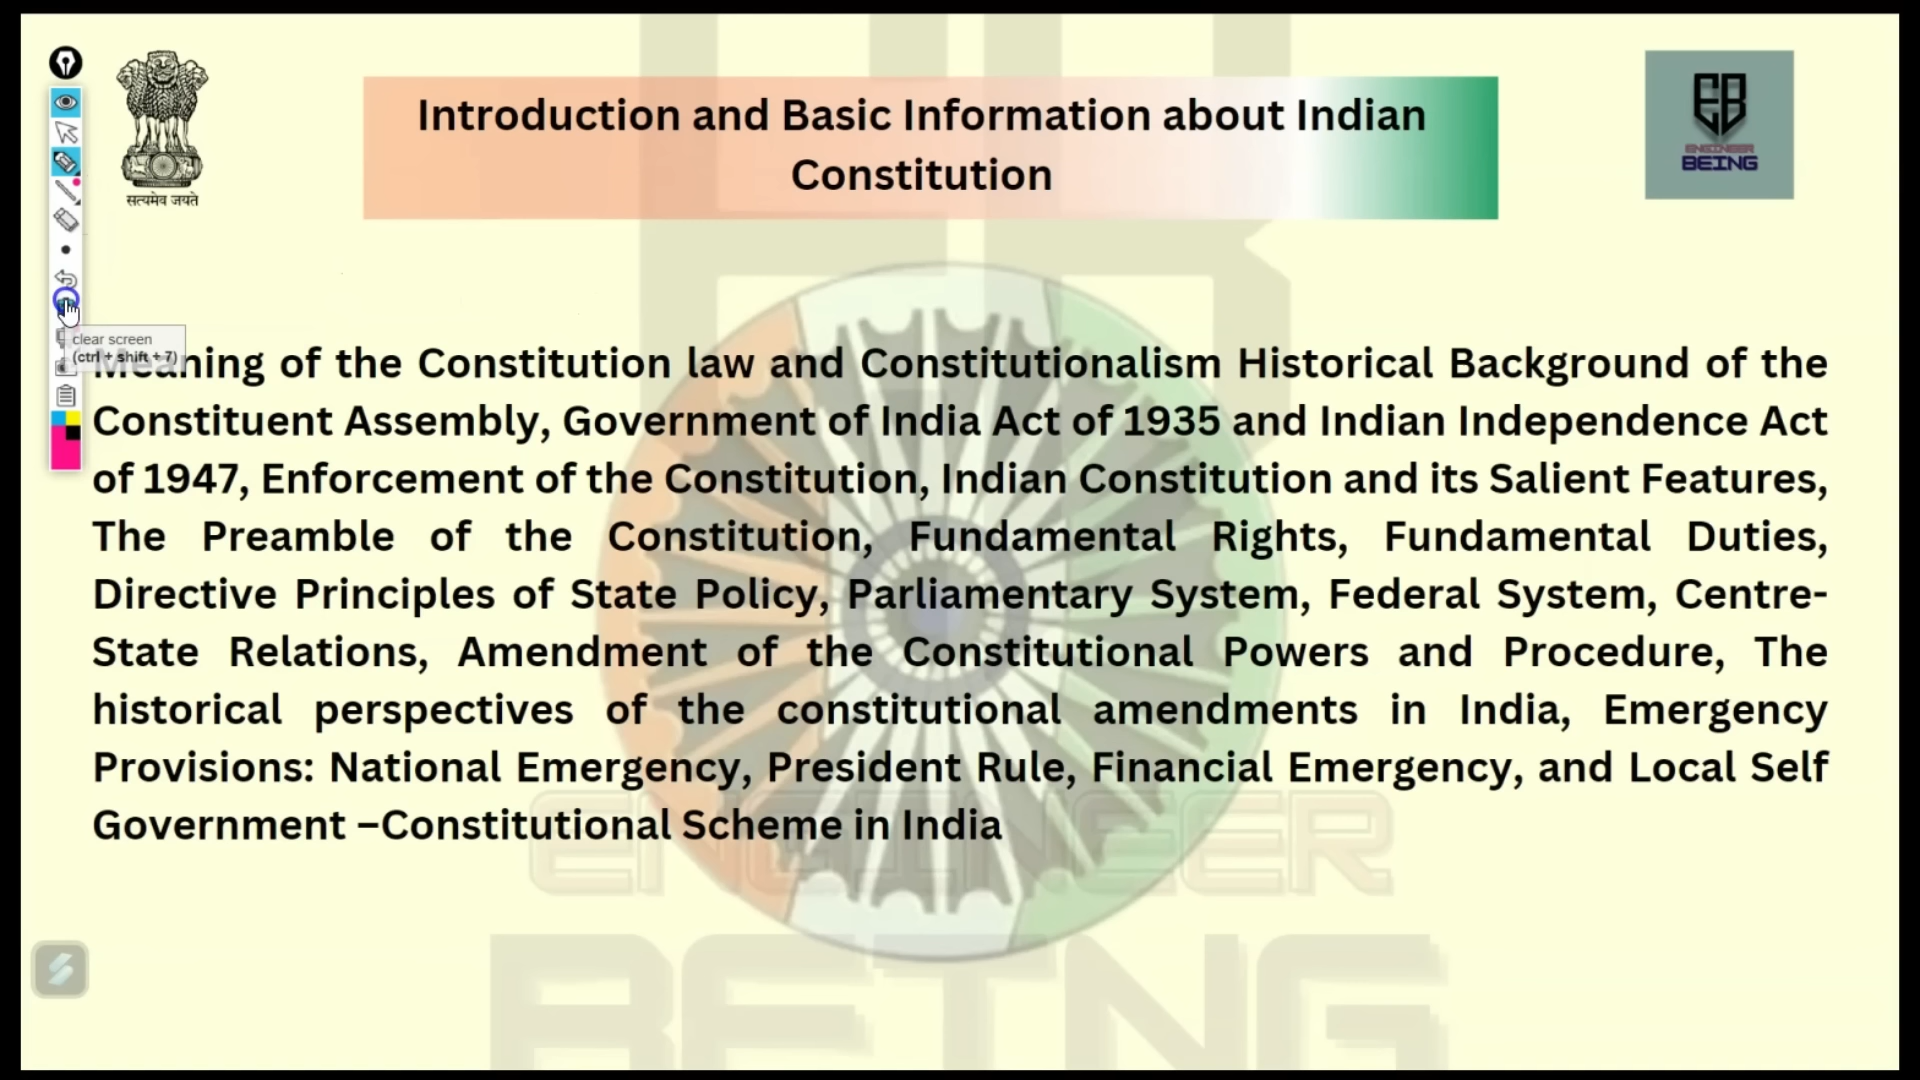 Introduction and Basic Information about Indian
Constitution
सत्यमेव जयते
EB
ENGINEER
BEING
clear screen
(ctrl + shift + 7)
Meaning of the Constitution law and Constitutionalism Historical Background of the
Constituent Assembly, Government of India Act of 1935 and Indian Independence Act
of 1947, Enforcement of the Constitution, Indian Constitution and its Salient Features,
The Preamble of the Constitution, Fundamental Rights, Fundamental Duties,
Directive Principles of State Policy, Parliamentary System, Federal System, Centre-
State Relations, Amendment of the Constitutional Powers and Procedure, The
historical perspectives of the constitutional amendments in India, Emergency
Provisions: National Emergency, President Rule, Financial Emergency, and Local Self
Government –Constitutional Scheme in India
ENGINEER
BEING